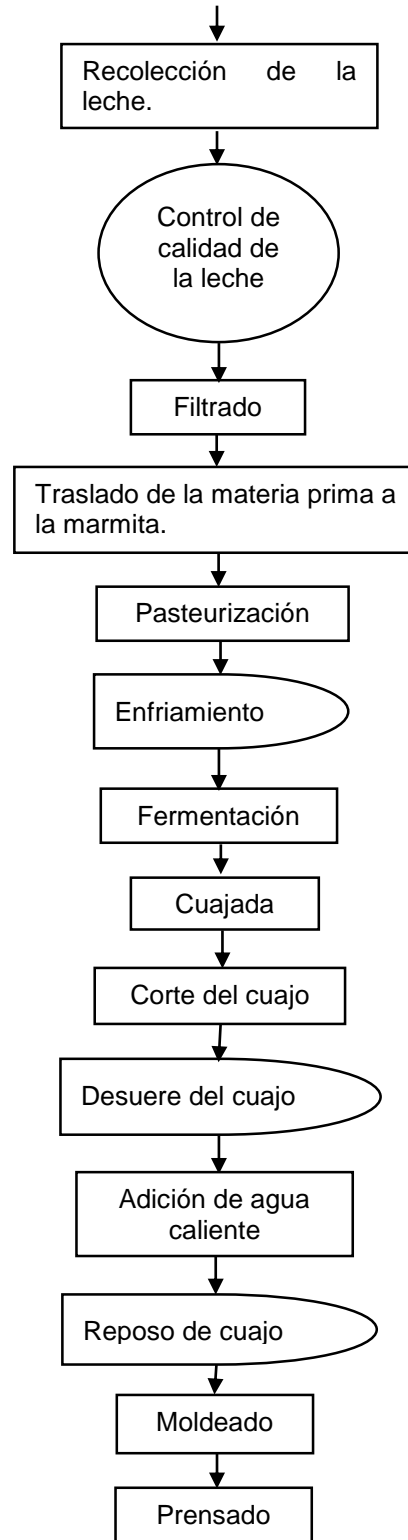 Recolección de la
leche.
Control de
calidad de
la leche
Filtrado
Traslado de la materia prima a
la marmita.
Pasteurización
Enfriamiento
Fermentación
Cuajada
Corte del cuajo
Desuere del cuajo
Adición de agua
caliente
Reposo de cuajo
Moldeado
Prensado